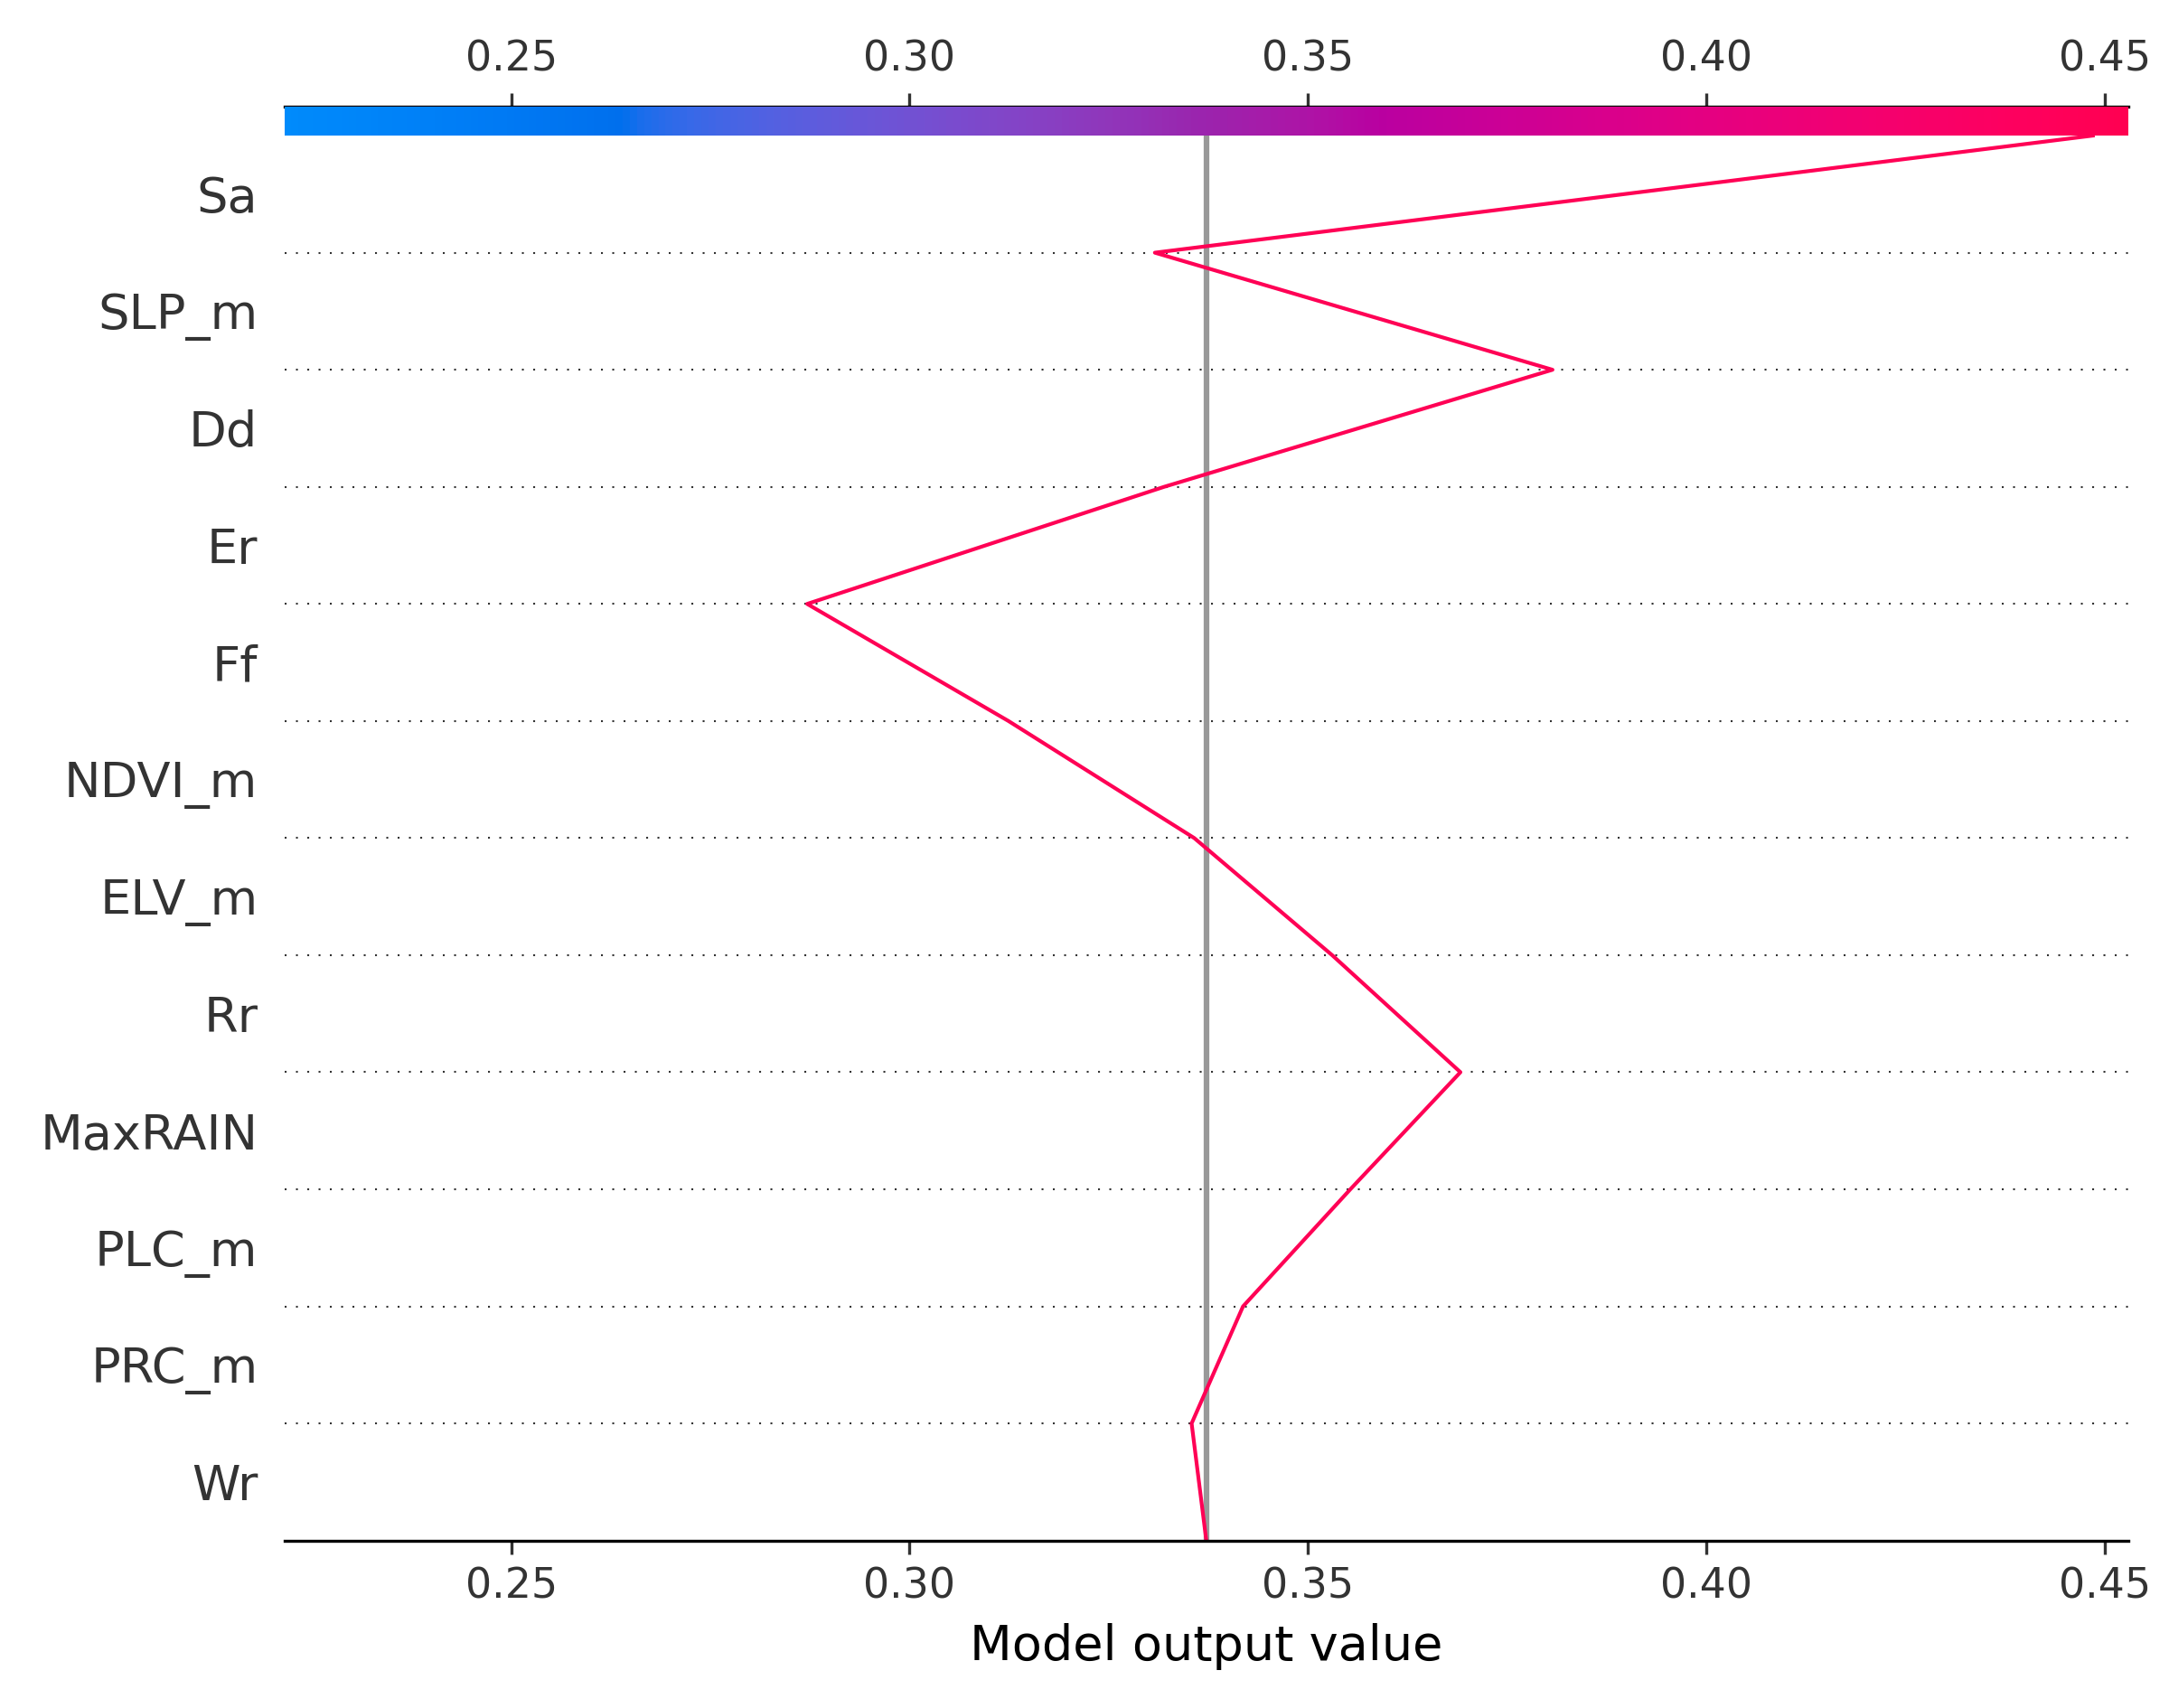 0.25 0.30 0.35 0.40 0.45
Sa
SLP_m
Dd
Er
Ff
NDVI_m
ELV_m
Rr
MaxRAIN
PLC_m
PRC_m
Wr
0.25 0.30 0.35 0.40 0.45
Model output value